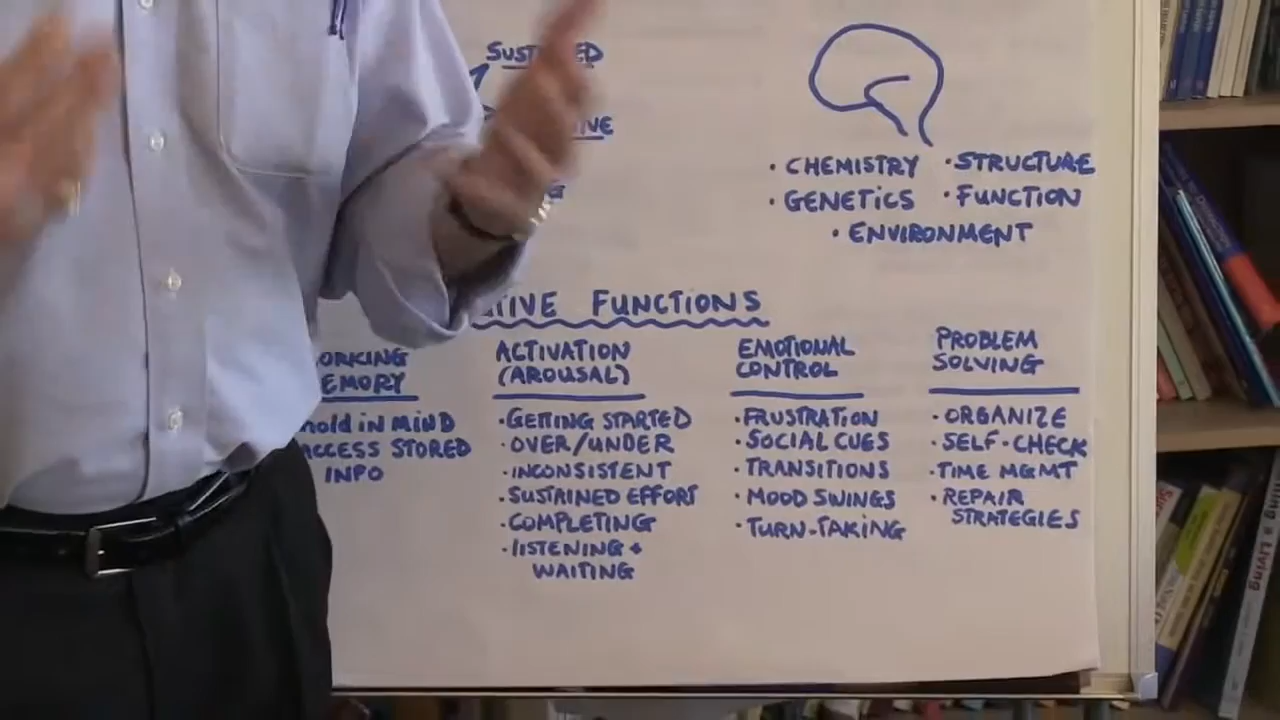 • CHEMISTRY • STRUCTURE
• GENETICS • FUNCTION
• ENVIRONMENT
FUNCTIONS
ACTIVATION
(AROUSAL)
• GETTING STARTED
• OVER/UNDER
• INCONSISTENT
• SUSTAINED EFFORT
• COMPLETING
• LISTENING +
WAITING
hold in MIND
STORED
INFO
EMOTIONAL
CONTROL
• FRUSTRATION
• SOCIAL CUES
• TRANSITIONS
• MOOD SWINGS
• TURN-TAKING
PROBLEM
SOLVING
• ORGANIZE
• SELF-CHECK
• TIME MGMT
• REPAIR
STRATEGIES